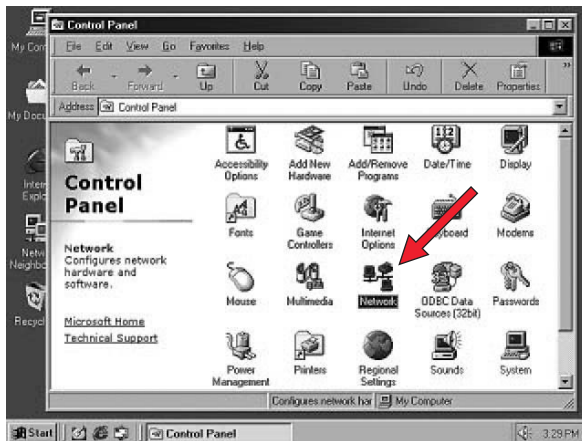 Control Panel
File Edit View Go Favorites Help
Back Forward Up Cut Copy Paste Undo Delete Properties
Address Control Panel
My Com
My Docu
Intern
Explo
Netw
Neighbo
Recycl
Control
Panel
Network
Configures network
hardware and
software.
Microsoft Home
Technical Support
Accessibility
Options
Add New
Hardware
Add/Remove
Programs
Date/Time
Display
Fonts
Game
Controllers
Internet
Options
yboard
Modems
Mouse
Multimedia
Network
ODBC Data
Sources (32bit)
Passwords
Power
Management
Printers
Regional
Settings
Sounds
System
Configures network har My Computer
Start Control Panel 3:29 PM